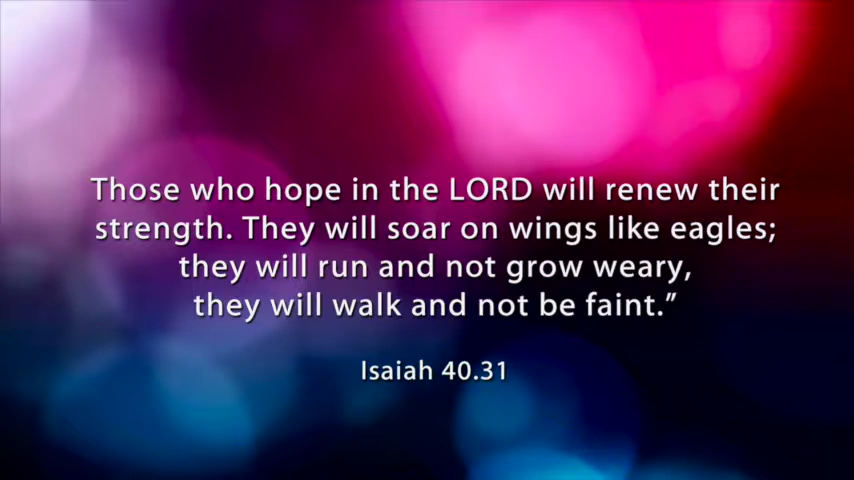 Those who hope in the LORD will renew their
strength. They will soar on wings like eagles;
they will run and not grow weary,
they will walk and not be faint.”
Isaiah 40.31